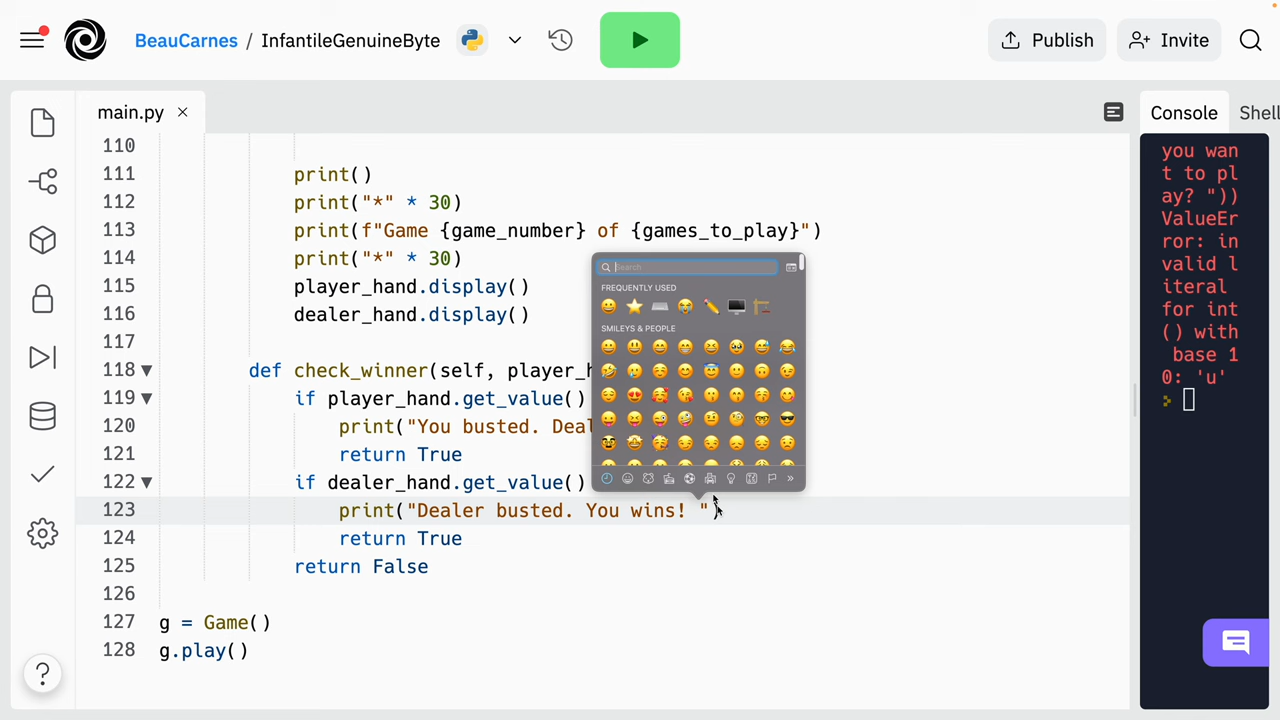 BeauCarnes / InfantileGenuineByte
Publish
Invite
main.py
Console
Shell
110
111 print()
112 print("*" * 30)
113 print(f"Game {game_number} of {games_to_play}")
114 print("*" * 30)
115 player_hand.display()
116 dealer_hand.display()
117
118 def check_winner(self, player_h
119 if player_hand.get_value()
120 print("You busted. Deal
121 return True
122 if dealer_hand.get_value()
123 print("Dealer busted. You wins! ")
124 return True
125 return False
126
127 g = Game()
128 g.play()
Search
FREQUENTLY USED
SMILEYS & PEOPLE
you wan
t to pl
ay? "))
ValueEr
ror: in
valid l
iteral
for int
() with
base 1
0: 'u'
?